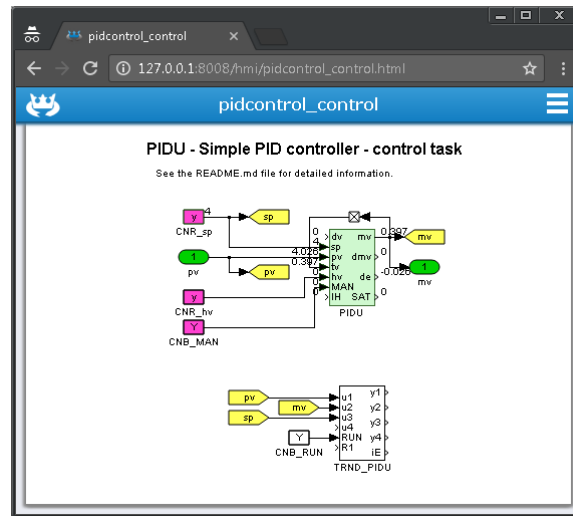 pidcontrol_control
127.0.0.1:8008/hmi/pidcontrol_control.html
pidcontrol_control
PIDU - Simple PID controller - control task
See the README.md file for detailed information.
y 4 sp
CNR_sp
1
pv
pv
y
CNR_hv
Y
CNB_MAN
0 dv mv 0.397 mv
4 sp dmv 0
4.026 pv
0.397 tv
0 hv de -0.026
0 MAN
0 IH SAT 0
PIDU
1
mv
pv u1 y1
mv u2 y2
sp u3 y3
u4
Y RUN y4
CNB_RUN R1 iE
TRND_PIDU